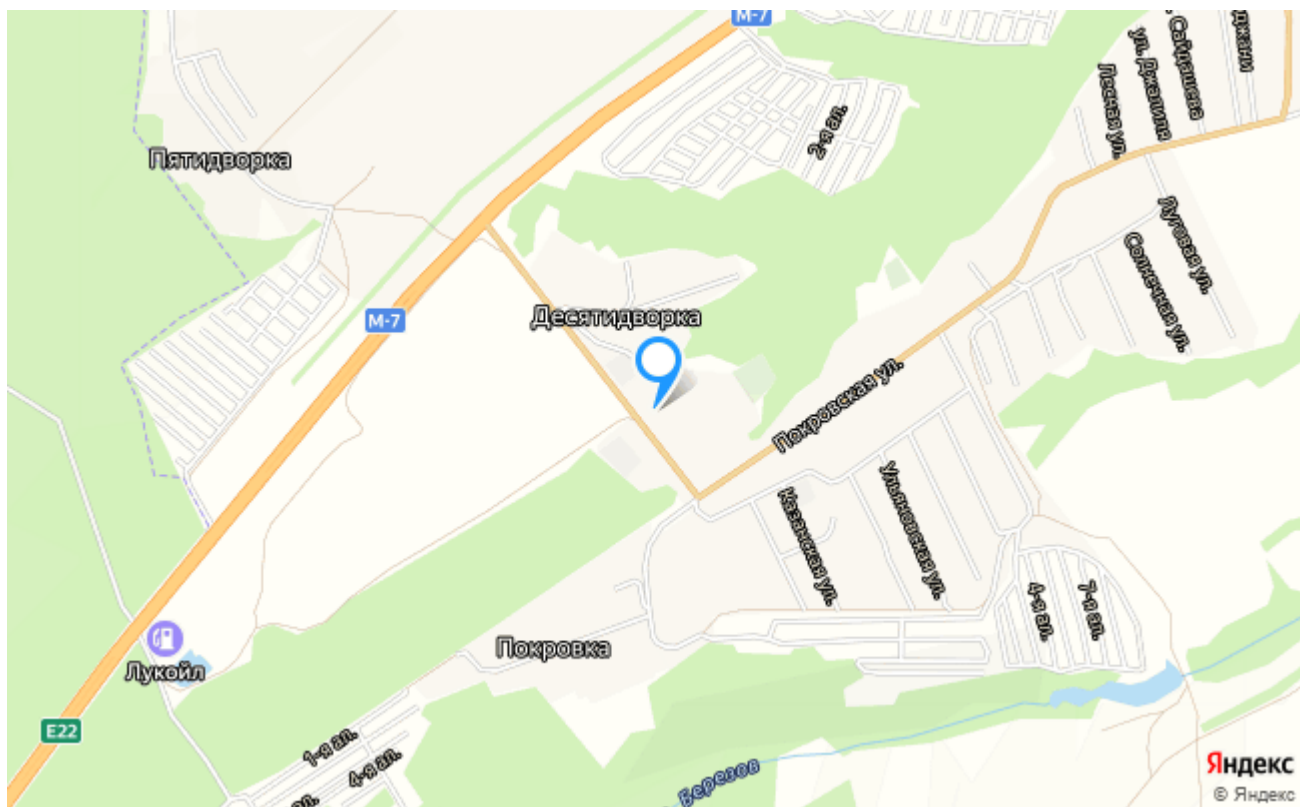 М-7
. Сайдашева
джани
ул. Джалиля
Лесная ул.
2-я ал.
Пятидворка
Луговая ул.
Солнечная ул.
М-7
Десятидворка
Покровская ул.
Казанская ул.
Ульяновская ул.
4-я ал.
7-я ал.
Покровка
Лукойл
E22
1-я ал.
4-я ал.
Березов
Яндекс
© Яндекс